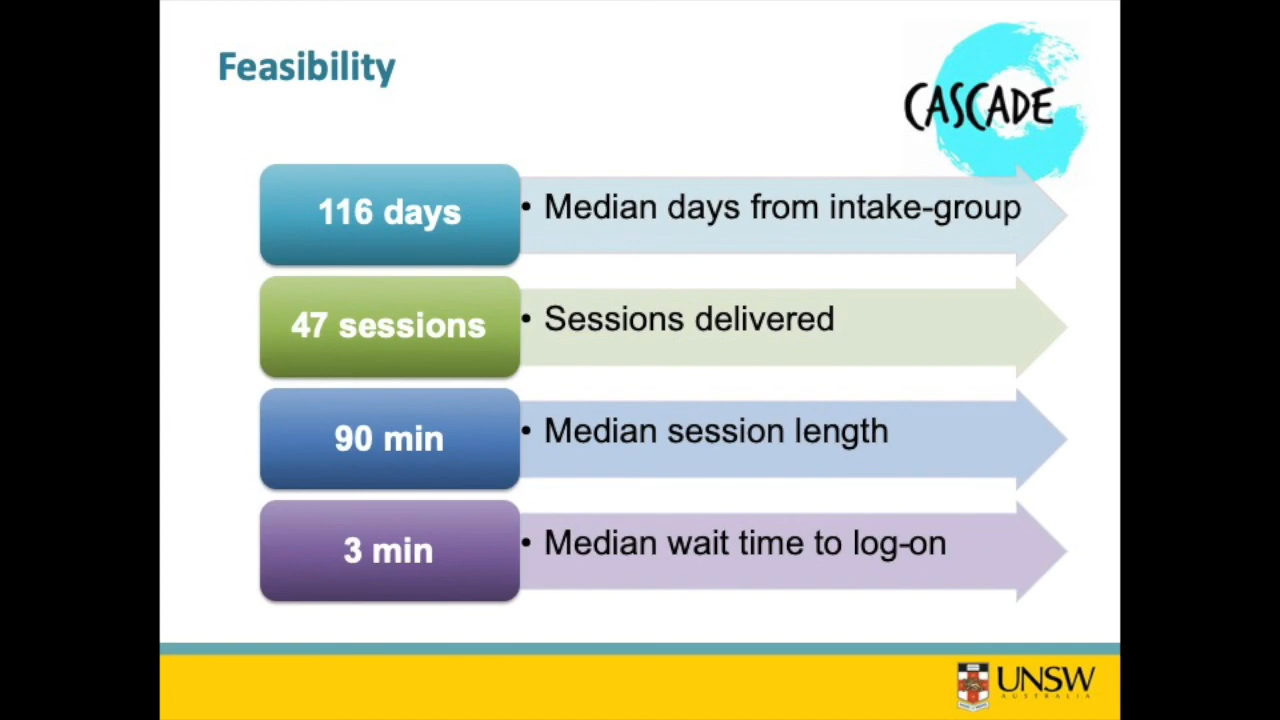 Feasibility
CASCADE
116 days
• Median days from intake-group
47 sessions
• Sessions delivered
90 min
• Median session length
3 min
• Median wait time to log-on
UNSW
AUSTRALIA